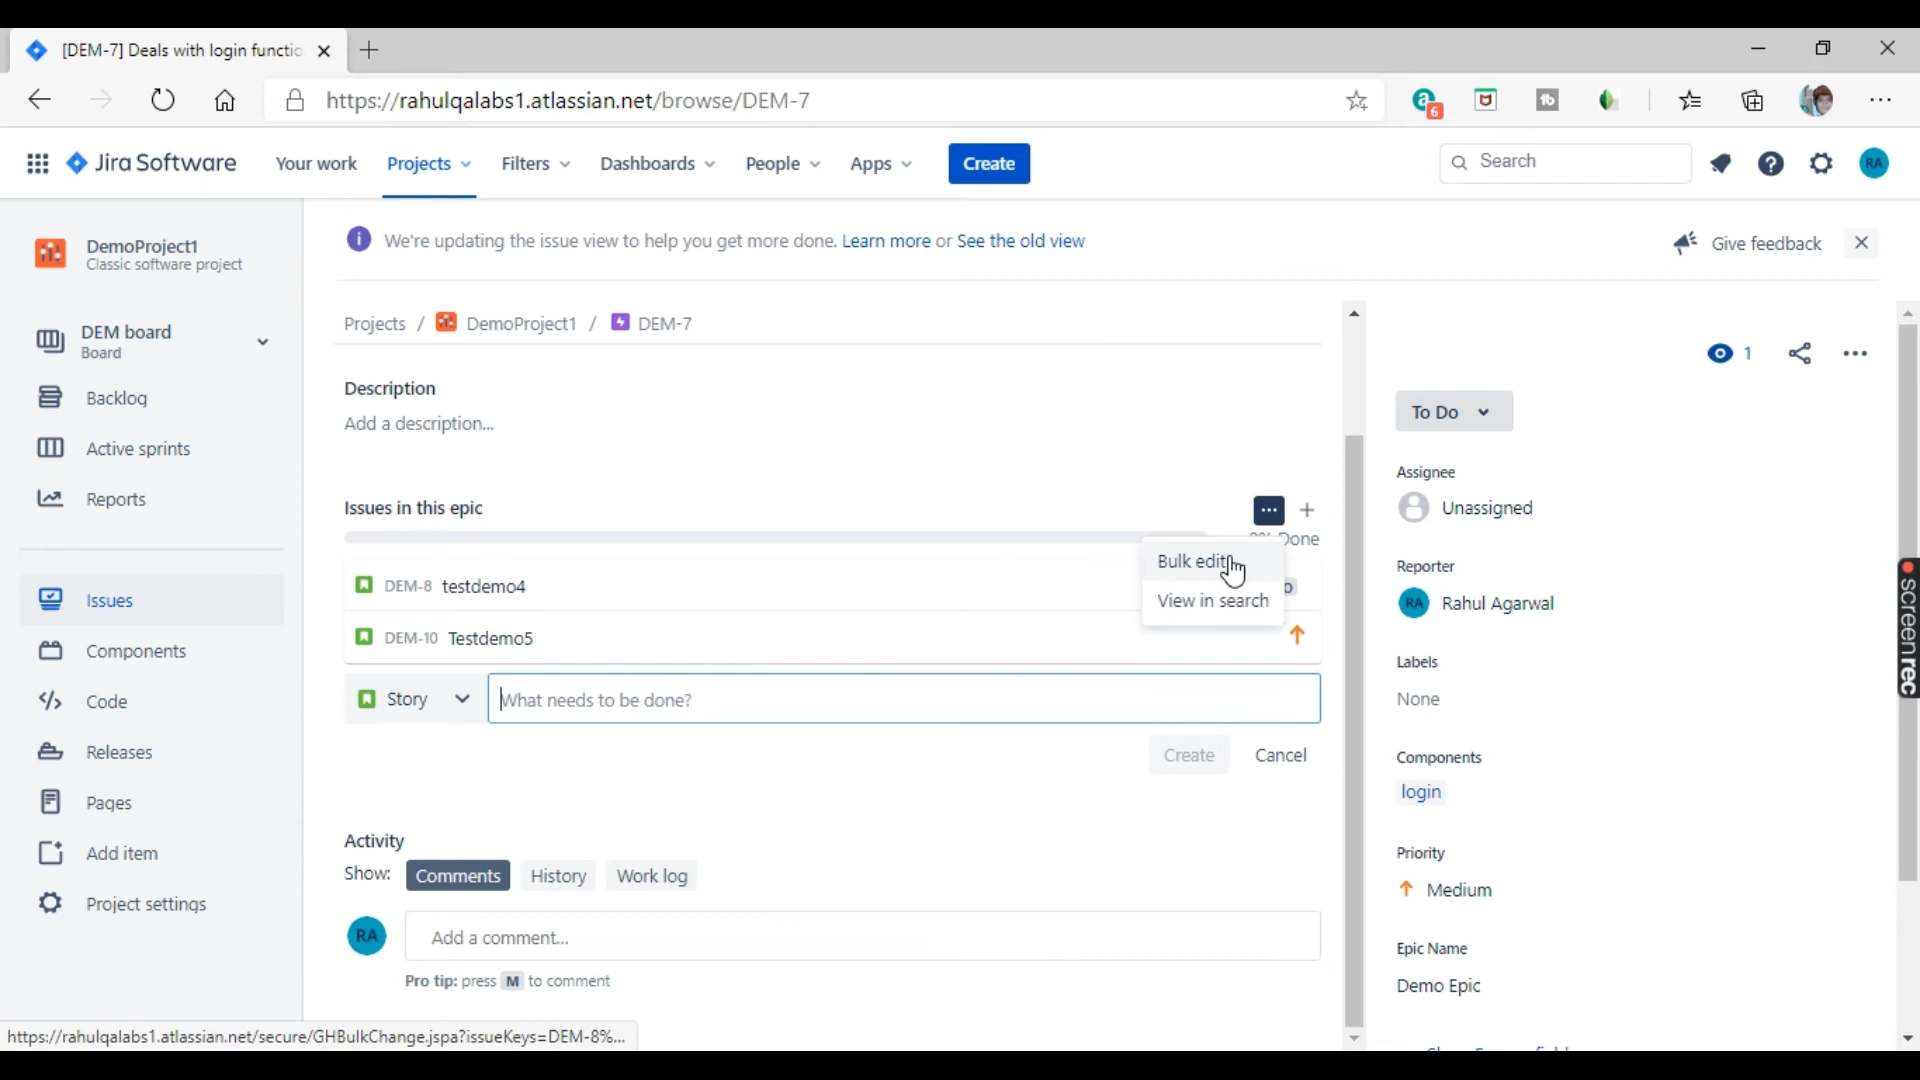 [DEM-7] Deals with login functio
https://rahulqalabs1.atlassian.net/browse/DEM-7
6
Jira Software
Your work
Projects
Filters
Dashboards
People
Apps
Create
Search
RA
DemoProject1
Classic software project
DEM board
Board
Backlog
Active sprints
Reports
Issues
Components
Code
Releases
Pages
Add item
Project settings
We're updating the issue view to help you get more done. Learn more or See the old view
Give feedback
Projects / DemoProject1 / DEM-7
Description
Add a description...
Issues in this epic
Done
Bulk edit
View in search
DEM-8 testdemo4
DEM-10 Testdemo5
Story
What needs to be done?
Create
Cancel
Activity
Show: Comments History Work log
RA
Add a comment...
Pro tip: press M to comment
1
To Do
Assignee
Unassigned
Reporter
RA Rahul Agarwal
Labels
None
Components
login
Priority
Medium
Epic Name
Demo Epic
screenrec
https://rahulqalabs1.atlassian.net/secure/GHBulkChange.jspa?issueKeys=DEM-8%...